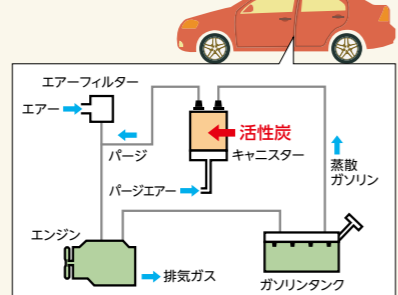 エアーフィルター
エアー
活性炭
パージ
キャニスター
蒸散
ガソリン
パージエアー
エンジン
排気ガス
ガソリンタンク